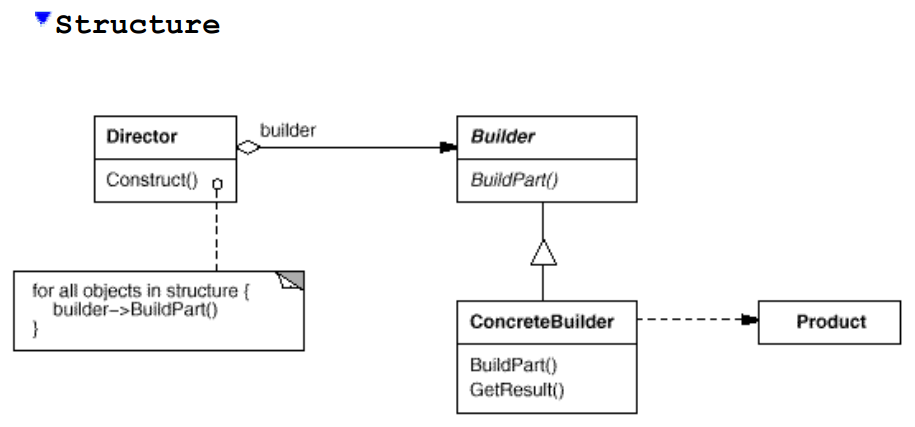 Structure
Director
builder
Builder
Construct()
BuildPart()
for all objects in structure {
builder->BuildPart()
}
ConcreteBuilder
Product
BuildPart()
GetResult()